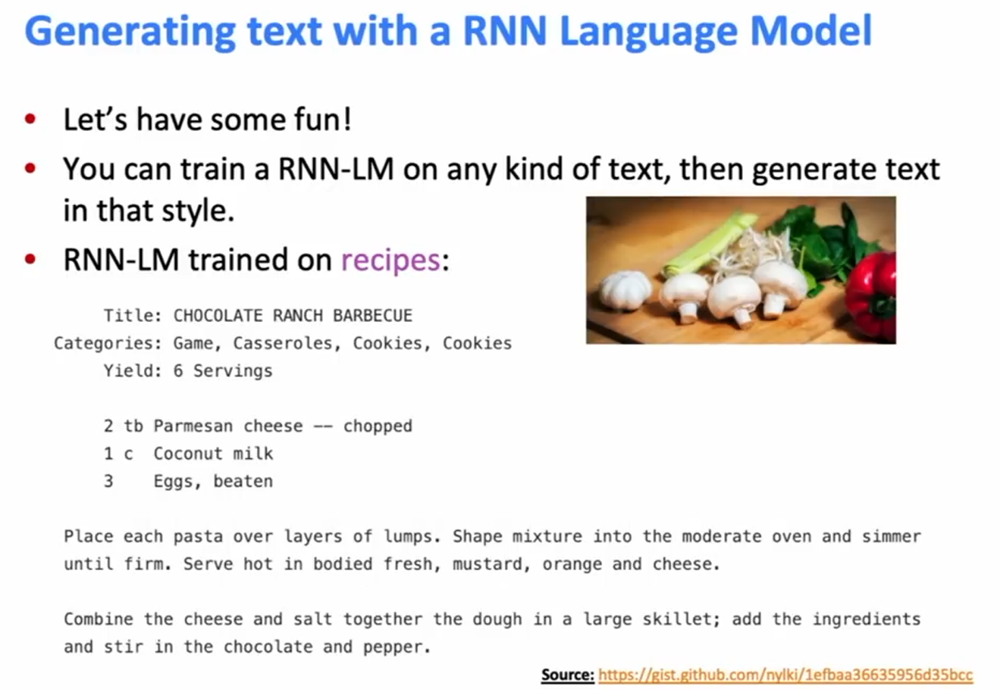 Generating text with a RNN Language Model
• Let's have some fun!
• You can train a RNN-LM on any kind of text, then generate text
in that style.
• RNN-LM trained on recipes:
Title: CHOCOLATE RANCH BARBECUE
Categories: Game, Casseroles, Cookies, Cookies
Yield: 6 Servings
2 tb Parmesan cheese -- chopped
1 c Coconut milk
3 Eggs, beaten
Place each pasta over layers of lumps. Shape mixture into the moderate oven and simmer
until firm. Serve hot in bodied fresh, mustard, orange and cheese.
Combine the cheese and salt together the dough in a large skillet; add the ingredients
and stir in the chocolate and pepper.
Source: https://gist.github.com/nylki/1efbaa36635956d35bcc